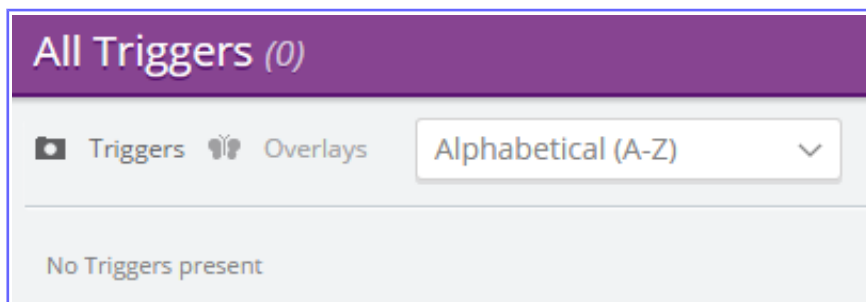 All Triggers (0)
Triggers Overlays Alphabetical (A-Z)
No Triggers present